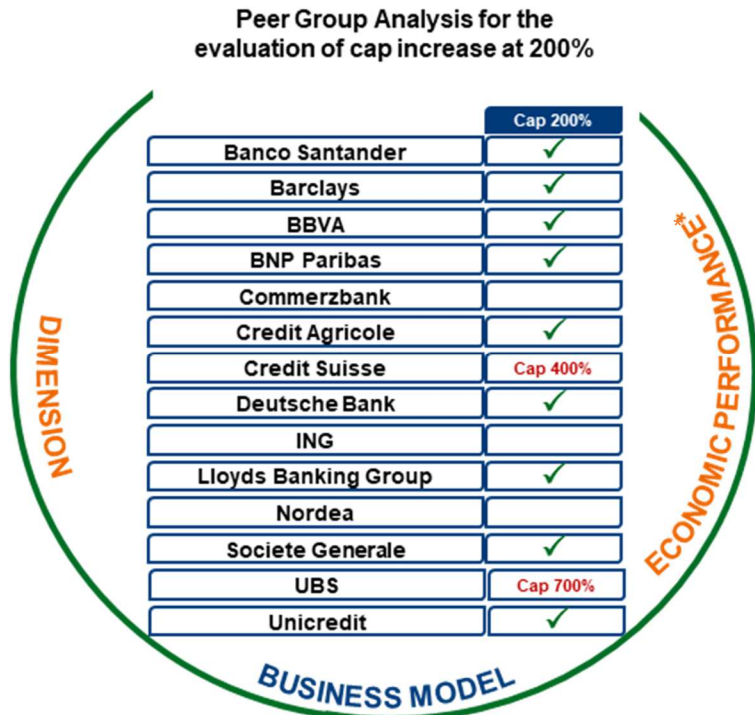 Peer Group Analysis for the
evaluation of cap increase at 200%
Cap 200%
Banco Santander ✓
Barclays ✓
BBVA ✓
BNP Paribas ✓
Commerzbank
Credit Agricole ✓
Credit Suisse Cap 400%
Deutsche Bank ✓
ING
Lloyds Banking Group ✓
Nordea
Societe Generale ✓
UBS Cap 700%
Unicredit ✓
DIMENSION
ECONOMIC PERFORMANCE*
BUSINESS MODEL